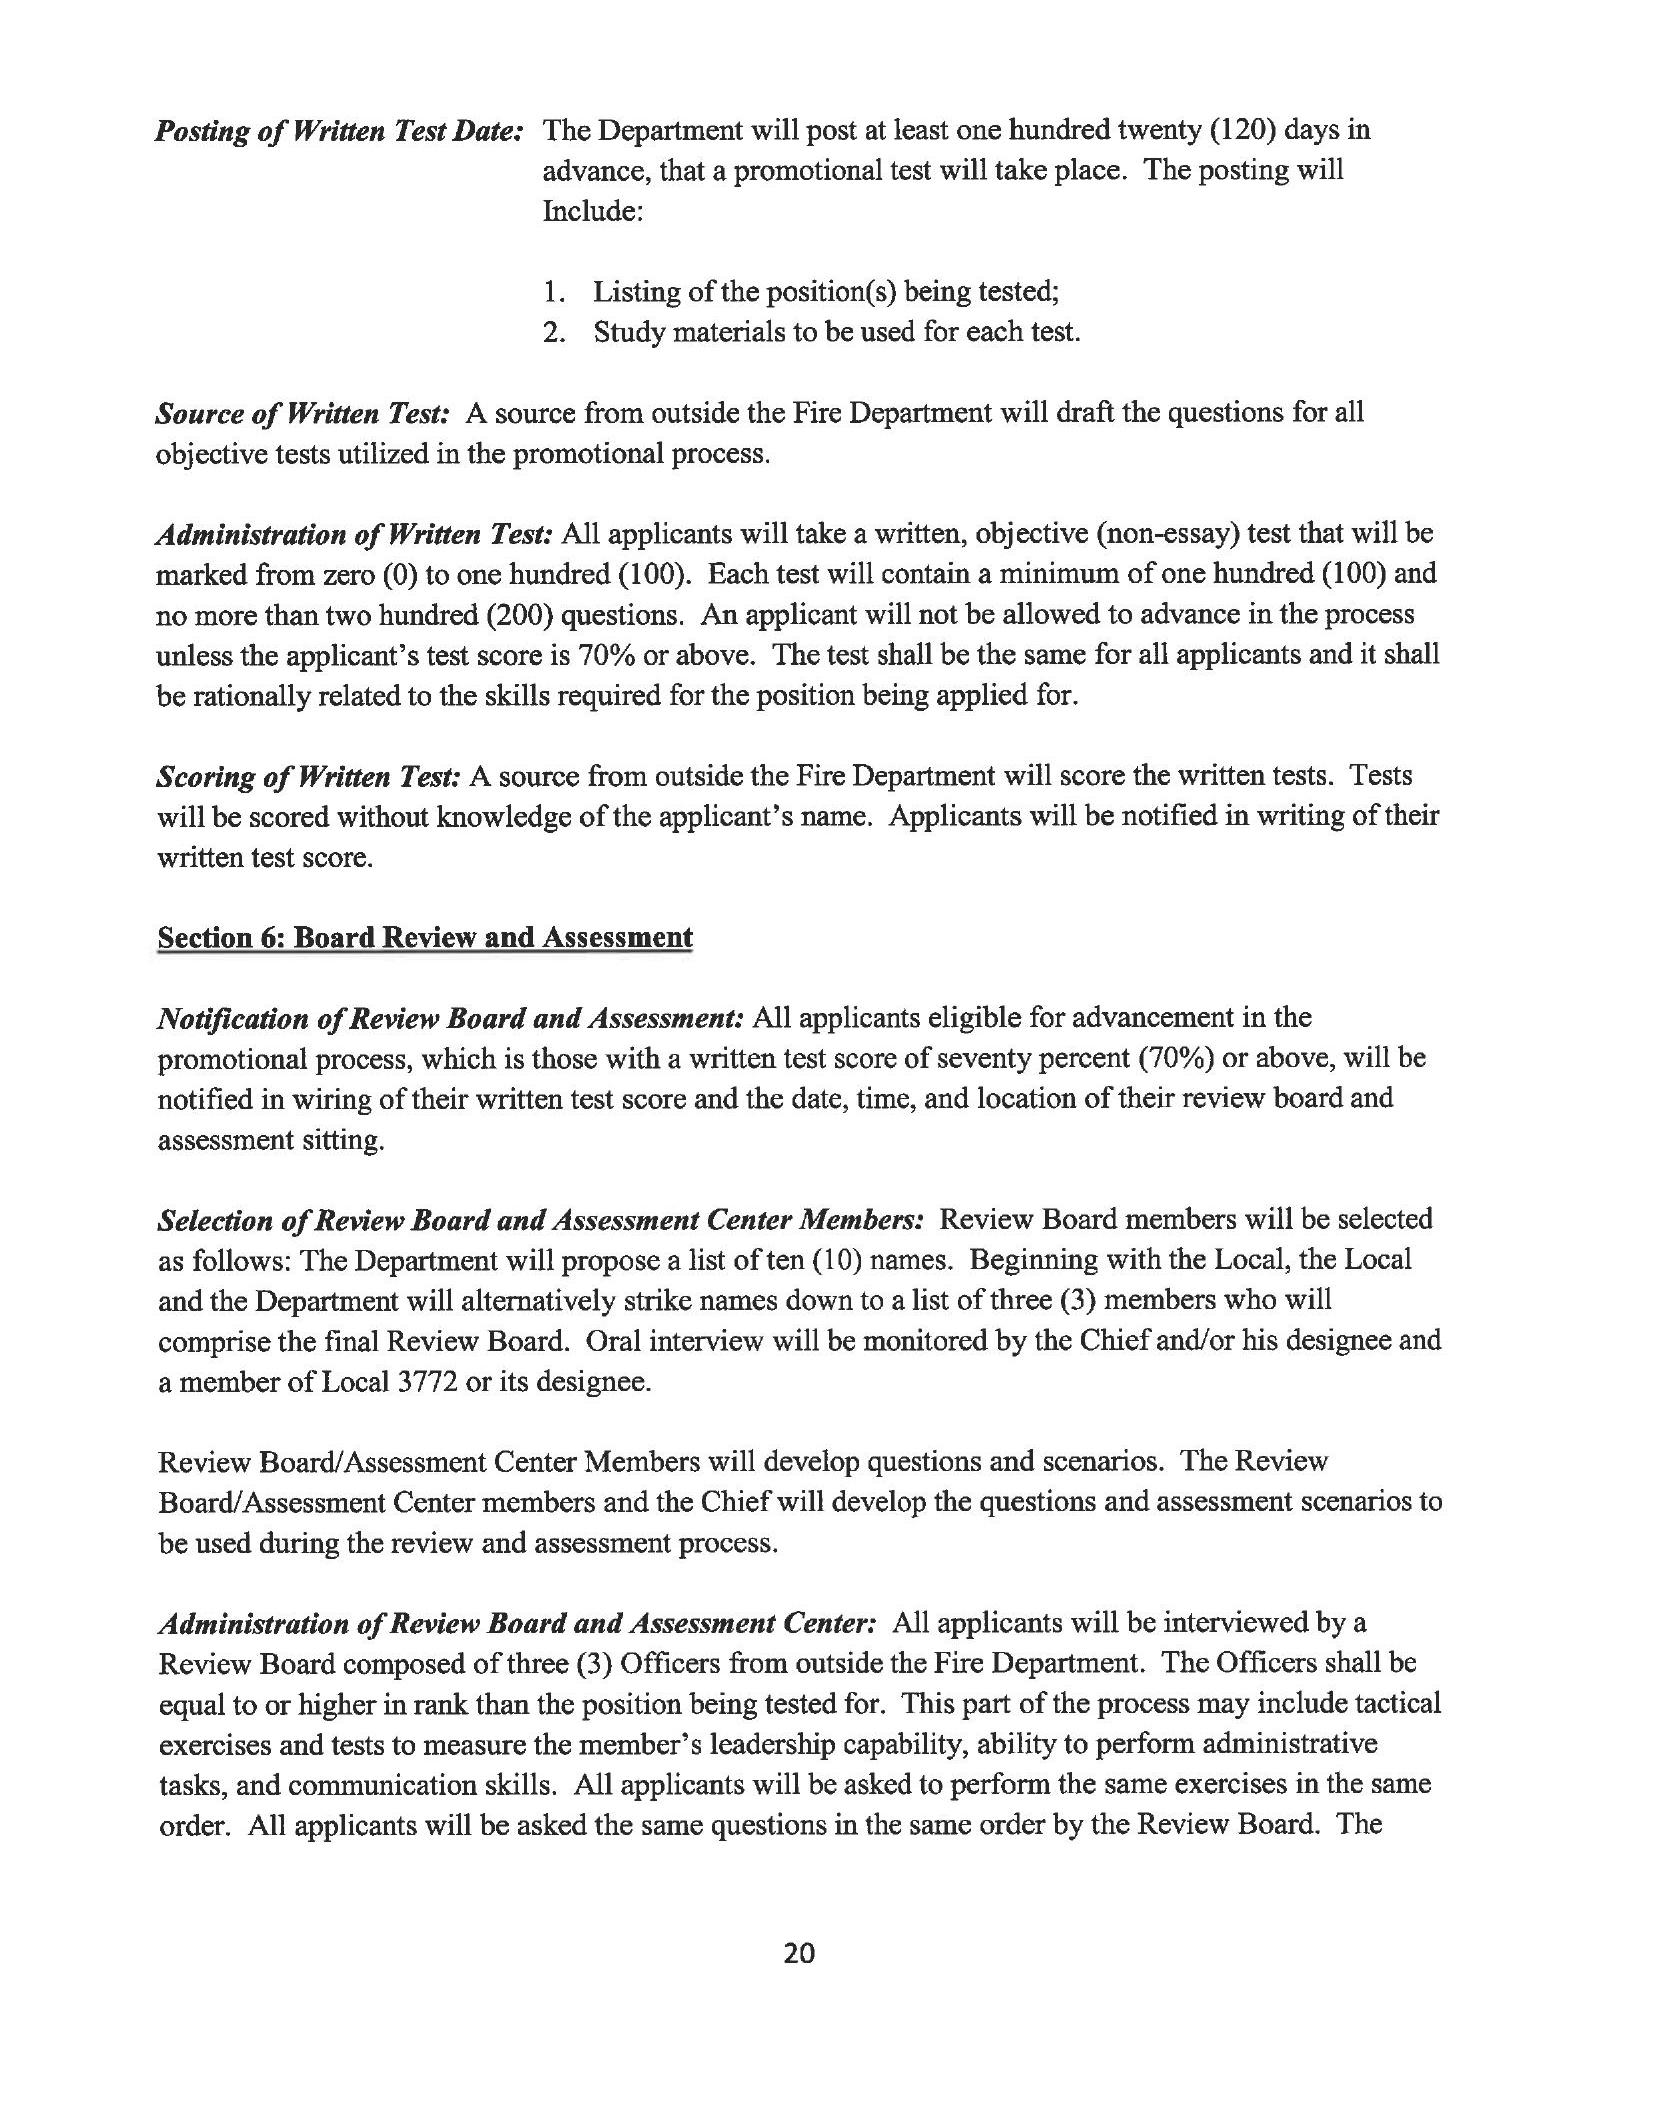 Posting of Written Test Date: The Department will post at least one hundred twenty (120) days in
advance, that a promotional test will take place. The posting will
Include:
1. Listing of the position(s) being tested;
2. Study materials to be used for each test.
Source of Written Test: A source from outside the Fire Department will draft the questions for all
objective tests utilized in the promotional process.
Administration of Written Test: All applicants will take a written, objective (non-essay) test that will be
marked from zero (0) to one hundred (100). Each test will contain a minimum of one hundred (100) and
no more than two hundred (200) questions. An applicant will not be allowed to advance in the process
unless the applicant's test score is 70% or above. The test shall be the same for all applicants and it shall
be rationally related to the skills required for the position being applied for.
Scoring of Written Test: A source from outside the Fire Department will score the written tests. Tests
will be scored without knowledge of the applicant's name. Applicants will be notified in writing of their
written test score.
Section 6: Board Review and Assessment
Notification of Review Board and Assessment: All applicants eligible for advancement in the
promotional process, which is those with a written test score of seventy percent (70%) or above, will be
notified in wiring of their written test score and the date, time, and location of their review board and
assessment sitting.
Selection of Review Board and Assessment Center Members: Review Board members will be selected
as follows: The Department will propose a list of ten (10) names. Beginning with the Local, the Local
and the Department will alternatively strike names down to a list of three (3) members who will
comprise the final Review Board. Oral interview will be monitored by the Chief and/or his designee and
a member of Local 3772 or its designee.
Review Board/Assessment Center Members will develop questions and scenarios. The Review
Board/Assessment Center members and the Chief will develop the questions and assessment scenarios to
be used during the review and assessment process.
Administration of Review Board and Assessment Center: All applicants will be interviewed by a
Review Board composed of three (3) Officers from outside the Fire Department. The Officers shall be
equal to or higher in rank than the position being tested for. This part of the process may include tactical
exercises and tests to measure the member's leadership capability, ability to perform administrative
tasks, and communication skills. All applicants will be asked to perform the same exercises in the same
order. All applicants will be asked the same questions in the same order by the Review Board. The
20